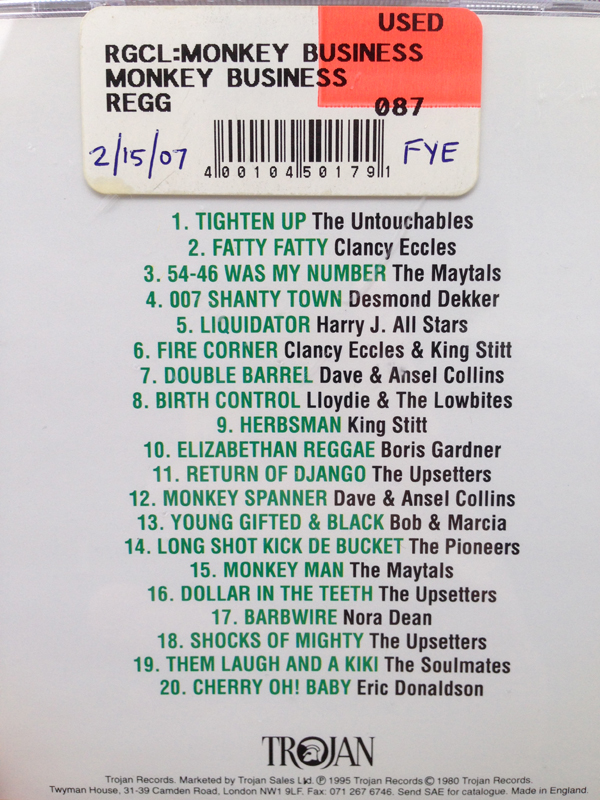 USED
RGCL:MONKEY BUSINESS
MONKEY BUSINESS
REGG 087
2/15/07 FYE
4 00104 50179 1
1. TIGHTEN UP The Untouchables
2. FATTY FATTY Clancy Eccles
3. 54-46 WAS MY NUMBER The Maytals
4. 007 SHANTY TOWN Desmond Dekker
5. LIQUIDATOR Harry J. All Stars
6. FIRE CORNER Clancy Eccles & King Stitt
7. DOUBLE BARREL Dave & Ansel Collins
8. BIRTH CONTROL Lloydie & The Lowbites
9. HERBSMAN King Stitt
10. ELIZABETHAN REGGAE Boris Gardner
11. RETURN OF DJANGO The Upsetters
12. MONKEY SPANNER Dave & Ansel Collins
13. YOUNG GIFTED & BLACK Bob & Marcia
14. LONG SHOT KICK DE BUCKET The Pioneers
15. MONKEY MAN The Maytals
16. DOLLAR IN THE TEETH The Upsetters
17. BARBWIRE Nora Dean
18. SHOCKS OF MIGHTY The Upsetters
19. THEM LAUGH AND A KIKI The Soulmates
20. CHERRY OH! BABY Eric Donaldson
TROJAN
Trojan Records. Marketed by Trojan Sales Ltd. ℗ 1995 Trojan Records © 1980 Trojan Records.
Twyman House, 31-39 Camden Road, London NW1 9LF. Fax: 071 267 6746. Send SAE for catalogue. Made in England.